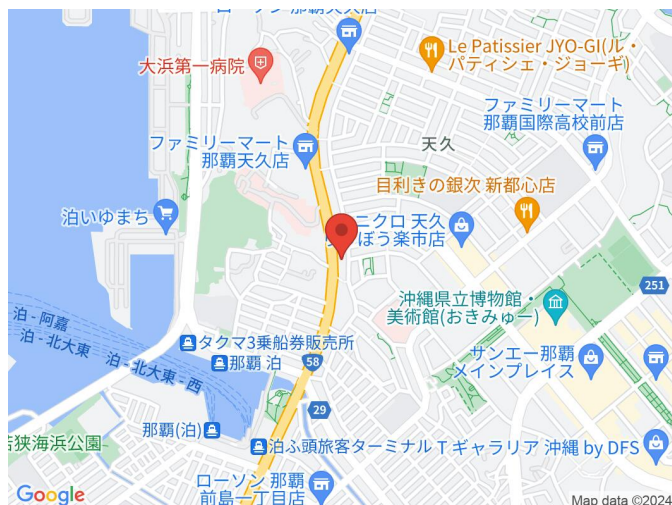 ローソン 那覇天久店
Le Patissier JYO-GI(ル・
パティシェ・ジョーギ)
大浜第一病院
ファミリーマート
那覇国際高校前店
ファミリーマート
那覇天久店
天久
目利きの銀次 新都心店
泊いゆまち
ニクロ 天久
ぼう楽市店
251
沖縄県立博物館・
美術館(おきみゅー)
泊 - 阿嘉
泊 - 北大東
泊 - 北大東 - 西
タクマ3乗船券販売所
那覇 泊
58
サンエー那覇
メインプレイス
29
那覇(泊)
若狭海浜公園
泊ふ頭旅客ターミナル
T ギャラリア 沖縄 by DFS
ローソン 那覇
前島一丁目店
Google
Map data ©2024